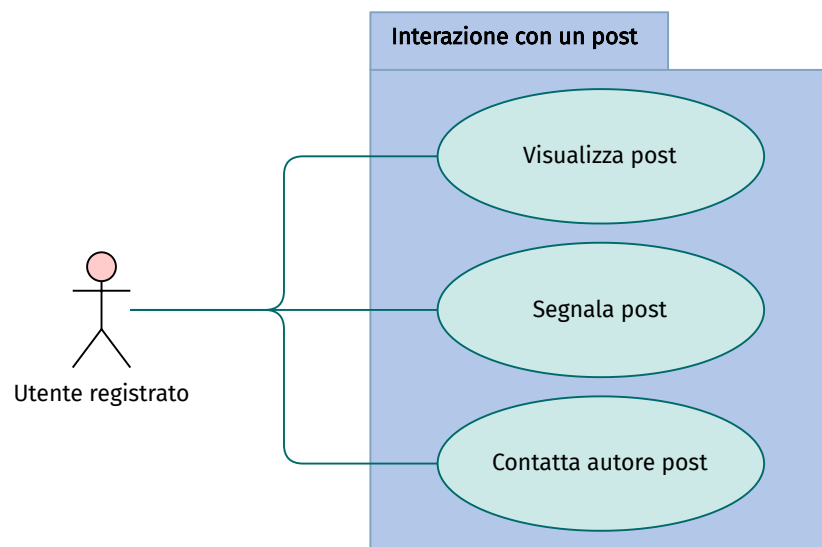 Interazione con un post
Visualizza post
Segnala post
Utente registrato
Contatta autore post